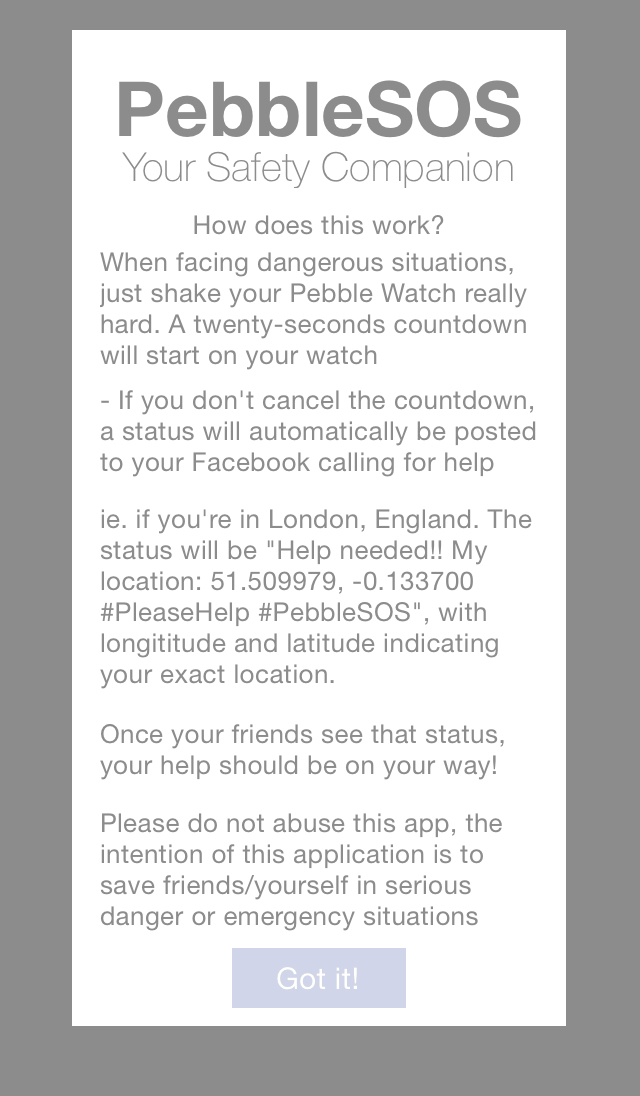 PebbleSOS
Your Safety Companion
How does this work?
When facing dangerous situations,
just shake your Pebble Watch really
hard. A twenty-seconds countdown
will start on your watch
- If you don't cancel the countdown,
a status will automatically be posted
to your Facebook calling for help
ie. if you're in London, England. The
status will be "Help needed!! My
location: 51.509979, -0.133700
#PleaseHelp #PebbleSOS", with
longititude and latitude indicating
your exact location.
Once your friends see that status,
your help should be on your way!
Please do not abuse this app, the
intention of this application is to
save friends/yourself in serious
danger or emergency situations
Got it!